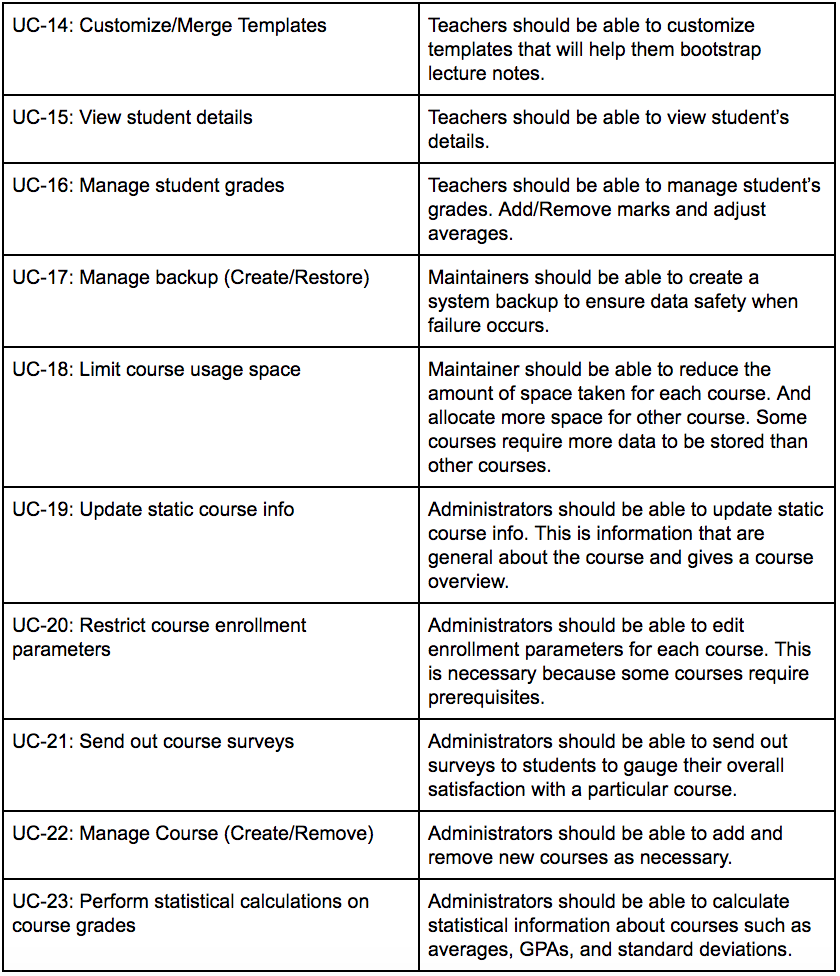 UC-14: Customize/Merge Templates
Teachers should be able to customize
templates that will help them bootstrap
lecture notes.
UC-15: View student details
Teachers should be able to view student's
details.
UC-16: Manage student grades
Teachers should be able to manage student's
grades. Add/Remove marks and adjust
averages.
UC-17: Manage backup (Create/Restore)
Maintainers should be able to create a
system backup to ensure data safety when
failure occurs.
UC-18: Limit course usage space
Maintainer should be able to reduce the
amount of space taken for each course. And
allocate more space for other course. Some
courses require more data to be stored than
other courses.
UC-19: Update static course info
Administrators should be able to update static
course info. This is information that are
general about the course and gives a course
overview.
UC-20: Restrict course enrollment
parameters
Administrators should be able to edit
enrollment parameters for each course. This
is necessary because some courses require
prerequisites.
UC-21: Send out course surveys
Administrators should be able to send out
surveys to students to gauge their overall
satisfaction with a particular course.
UC-22: Manage Course (Create/Remove)
Administrators should be able to add and
remove new courses as necessary.
UC-23: Perform statistical calculations on
course grades
Administrators should be able to calculate
statistical information about courses such as
averages, GPAs, and standard deviations.